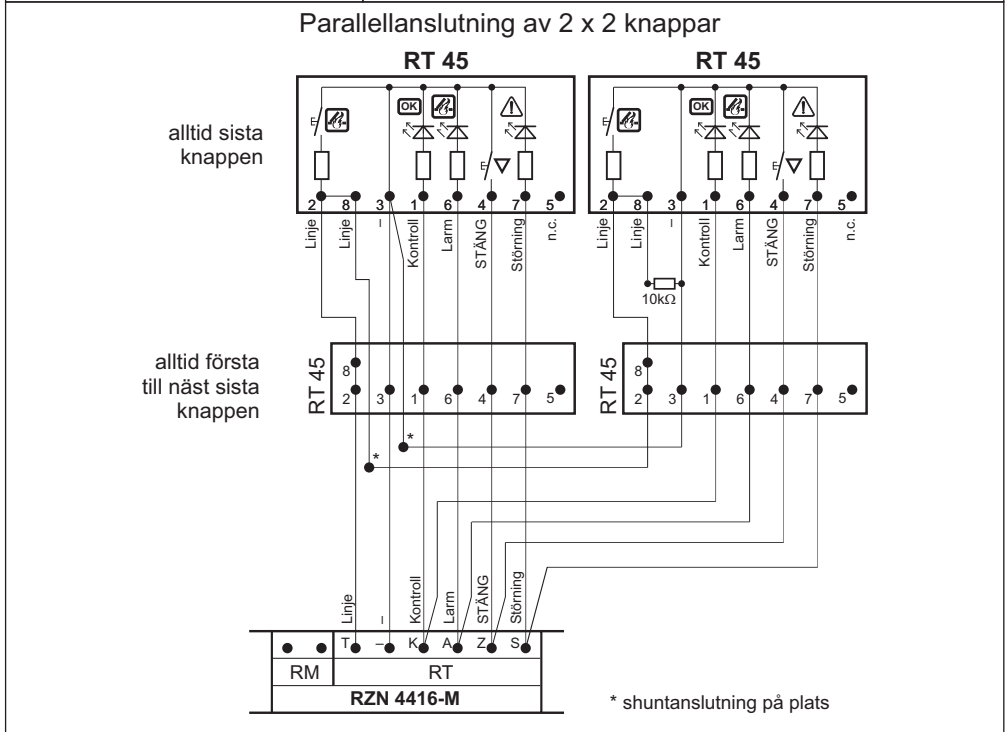 Parallellanslutning av 2 x 2 knappar
RT 45 RT 45
alltid sista
knappen
OK OK
2 8 3 1 6 4 7 5 2 8 3 1 6 4 7 5
Linje Linje – Kontroll Larm STÄNG Störning n.c. Linje Linje – Kontroll Larm STÄNG Störning n.c.
10kΩ
alltid första
till näst sista
knappen
RT 45 RT 45
8 8
2 3 1 6 4 7 5 2 3 1 6 4 7 5
* *
Linje – Kontroll Larm STÄNG Störning
T – K A Z S
RM RT
RZN 4416-M
* shuntanslutning på plats